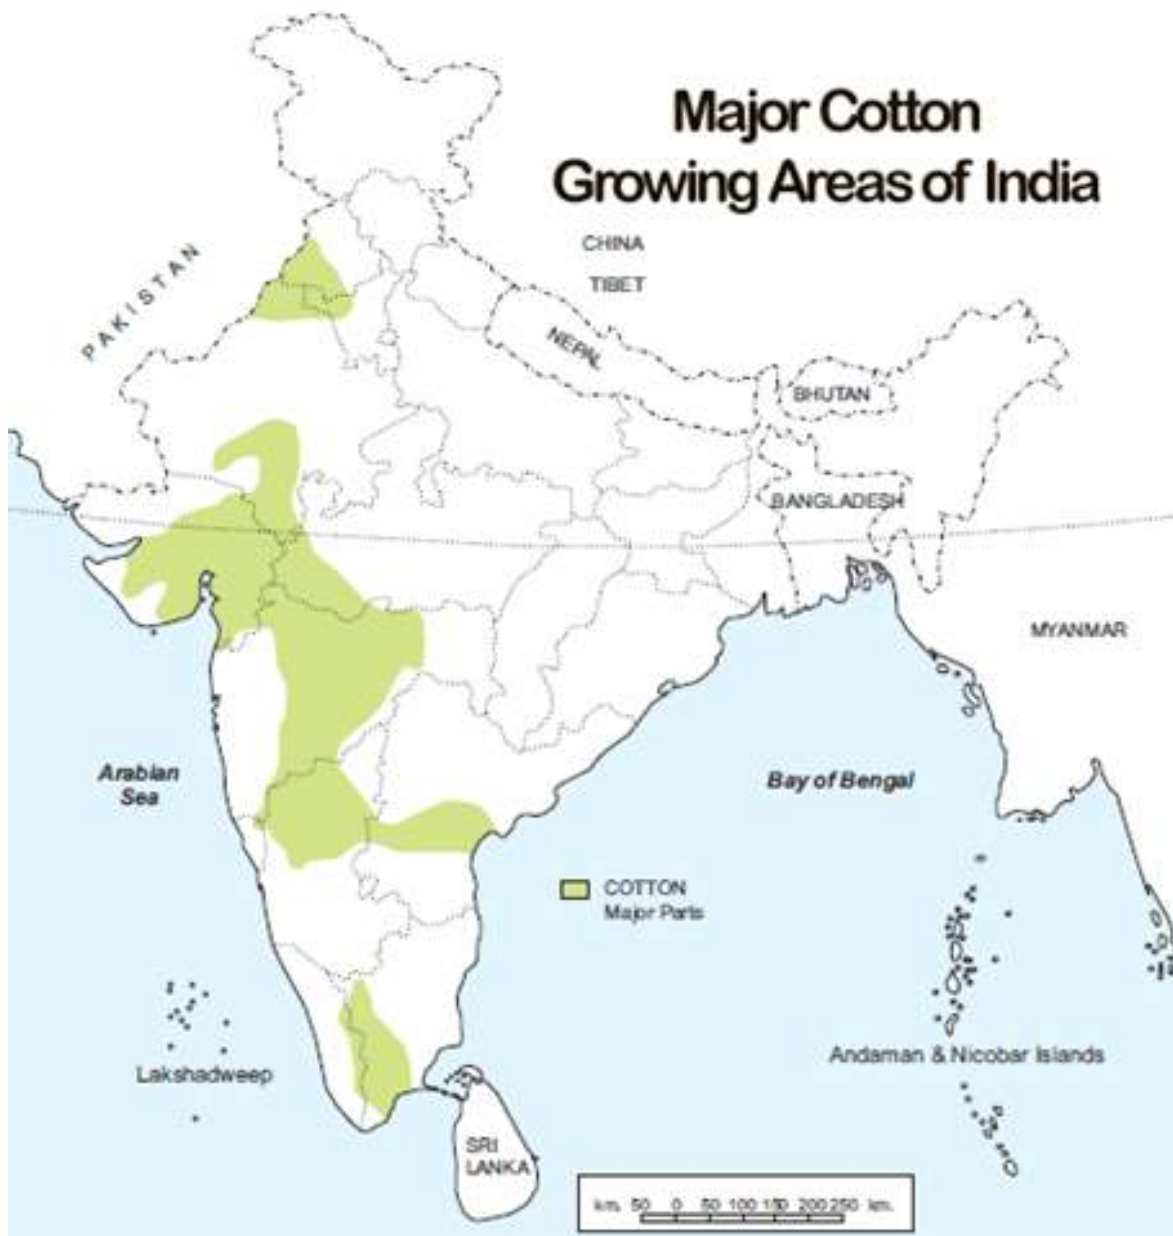 Major Cotton
Growing Areas of India
CHINA
TIBET
PAKISTAN
NEPAL
BHUTAN
BANGLADESH
MYANMAR
Arabian
Sea
Bay of Bengal
COTTON
Major Parts
Lakshadweep
Andaman & Nicobar Islands
SRI
LANKA
km. 50 0 50 100 150 200 250 km.